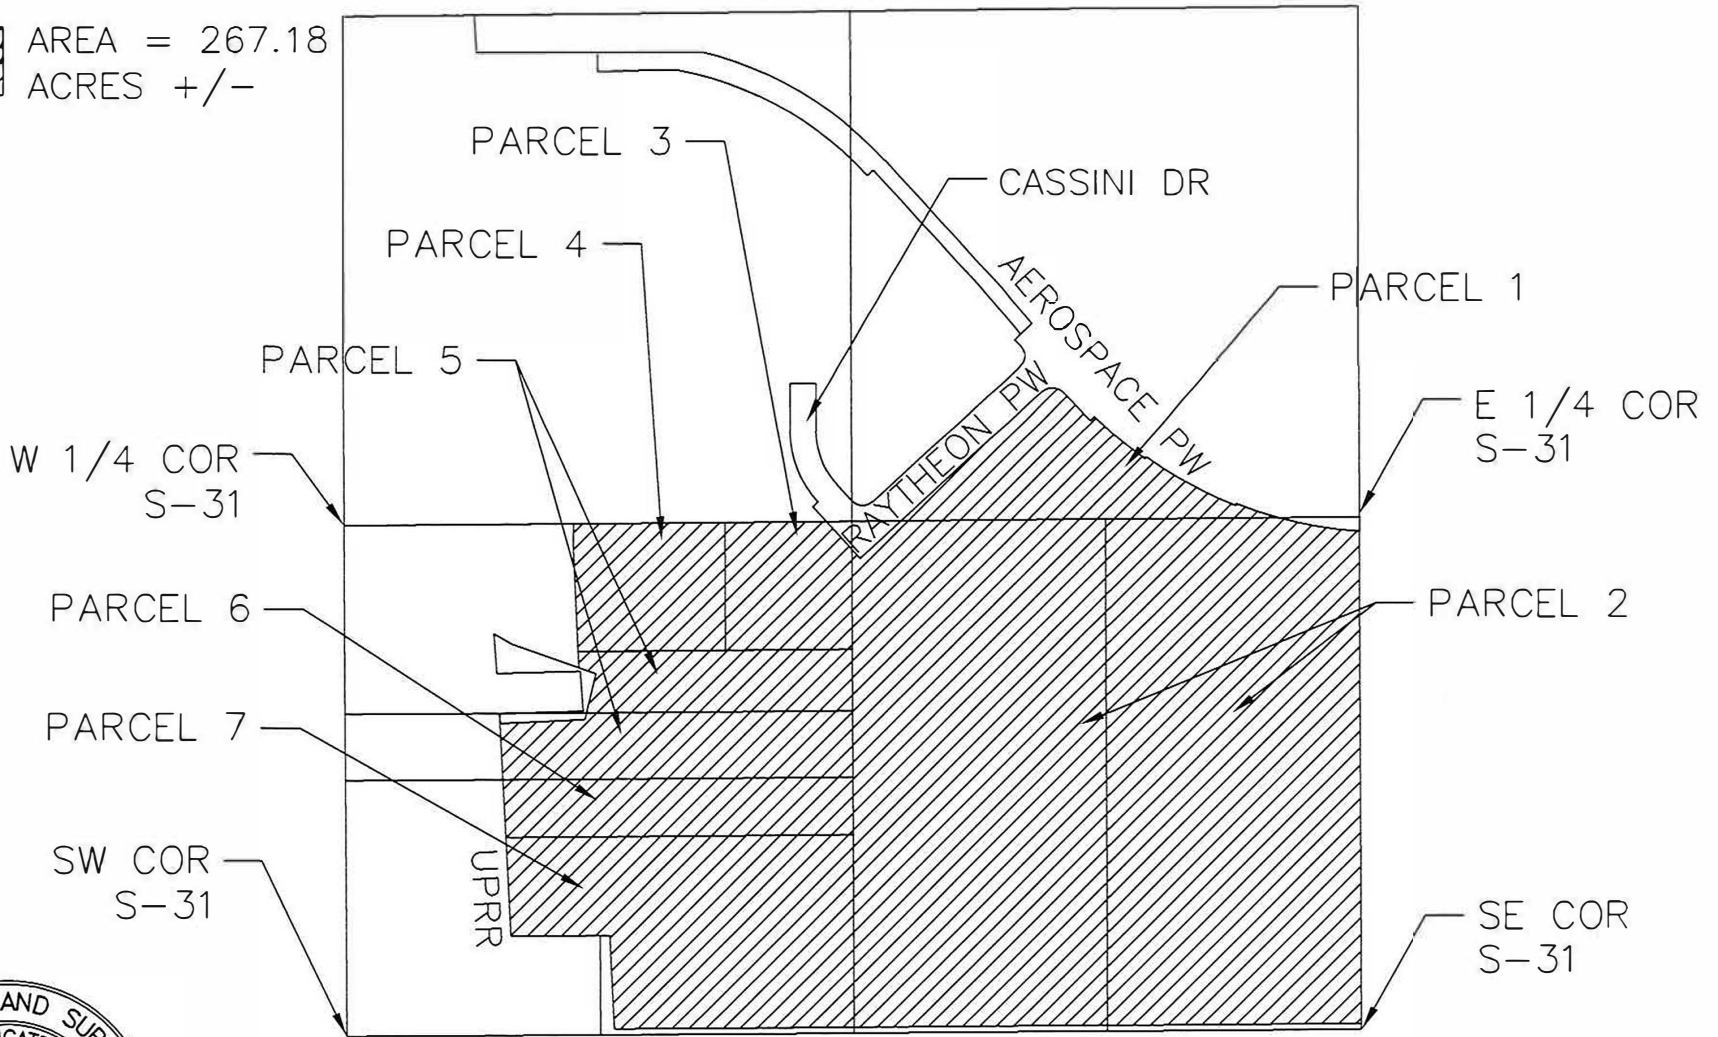 AREA = 267.18
ACRES +/-
PARCEL 3
CASSINI DR
PARCEL 4
AEROSPACE PW
PARCEL 1
PARCEL 5
RAYTHEON PW
E 1/4 COR
S-31
W 1/4 COR
S-31
PARCEL 6
PARCEL 2
PARCEL 7
UPRR
SW COR
S-31
SE COR
S-31
AND